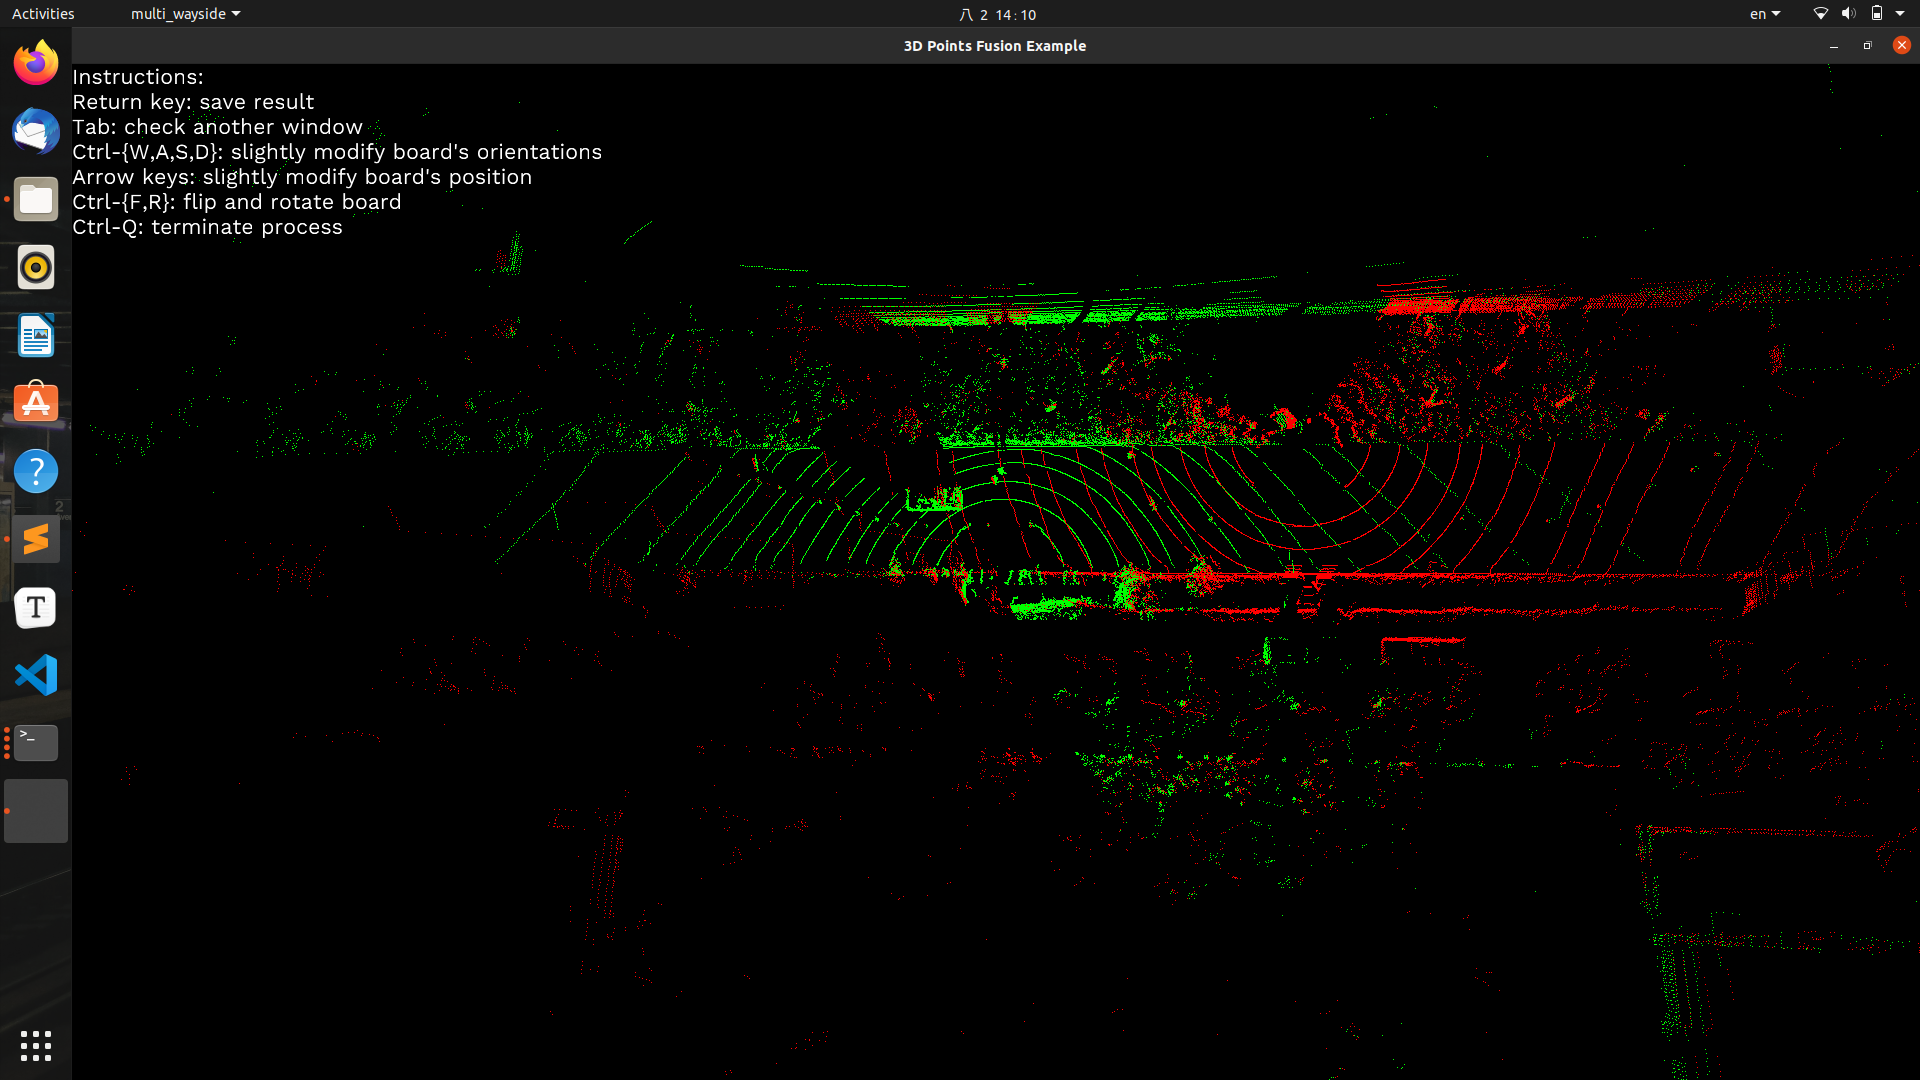 Activities
multi_wayside
八 2 14:10
en
3D Points Fusion Example
Instructions:
Return key: save result
Tab: check another window
Ctrl-{W,A,S,D}: slightly modify board's orientations
Arrow keys: slightly modify board's position
Ctrl-{F,R}: flip and rotate board
Ctrl-Q: terminate process